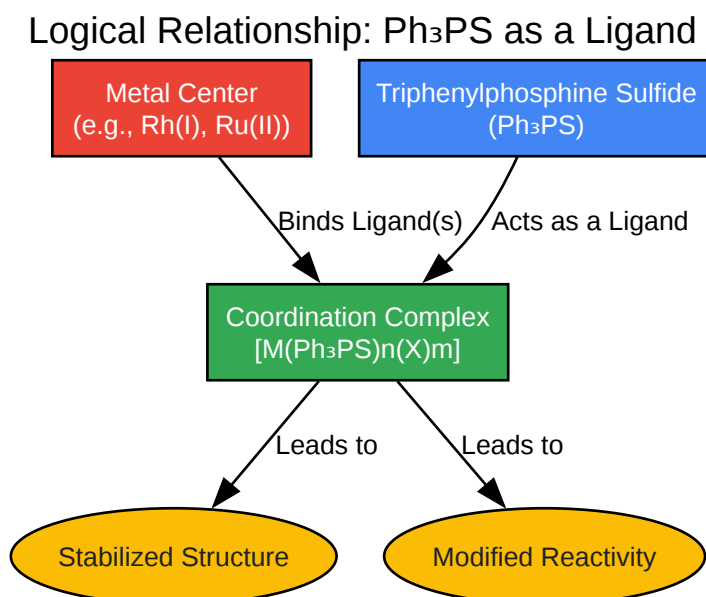 Logical Relationship: Ph₃PS as a Ligand
Metal Center
(e.g., Rh(I), Ru(II))
Triphenylphosphine Sulfide
(Ph₃PS)
Binds Ligand(s)
Acts as a Ligand
Coordination Complex
[M(Ph₃PS)n(X)m]
Leads to
Leads to
Stabilized Structure
Modified Reactivity